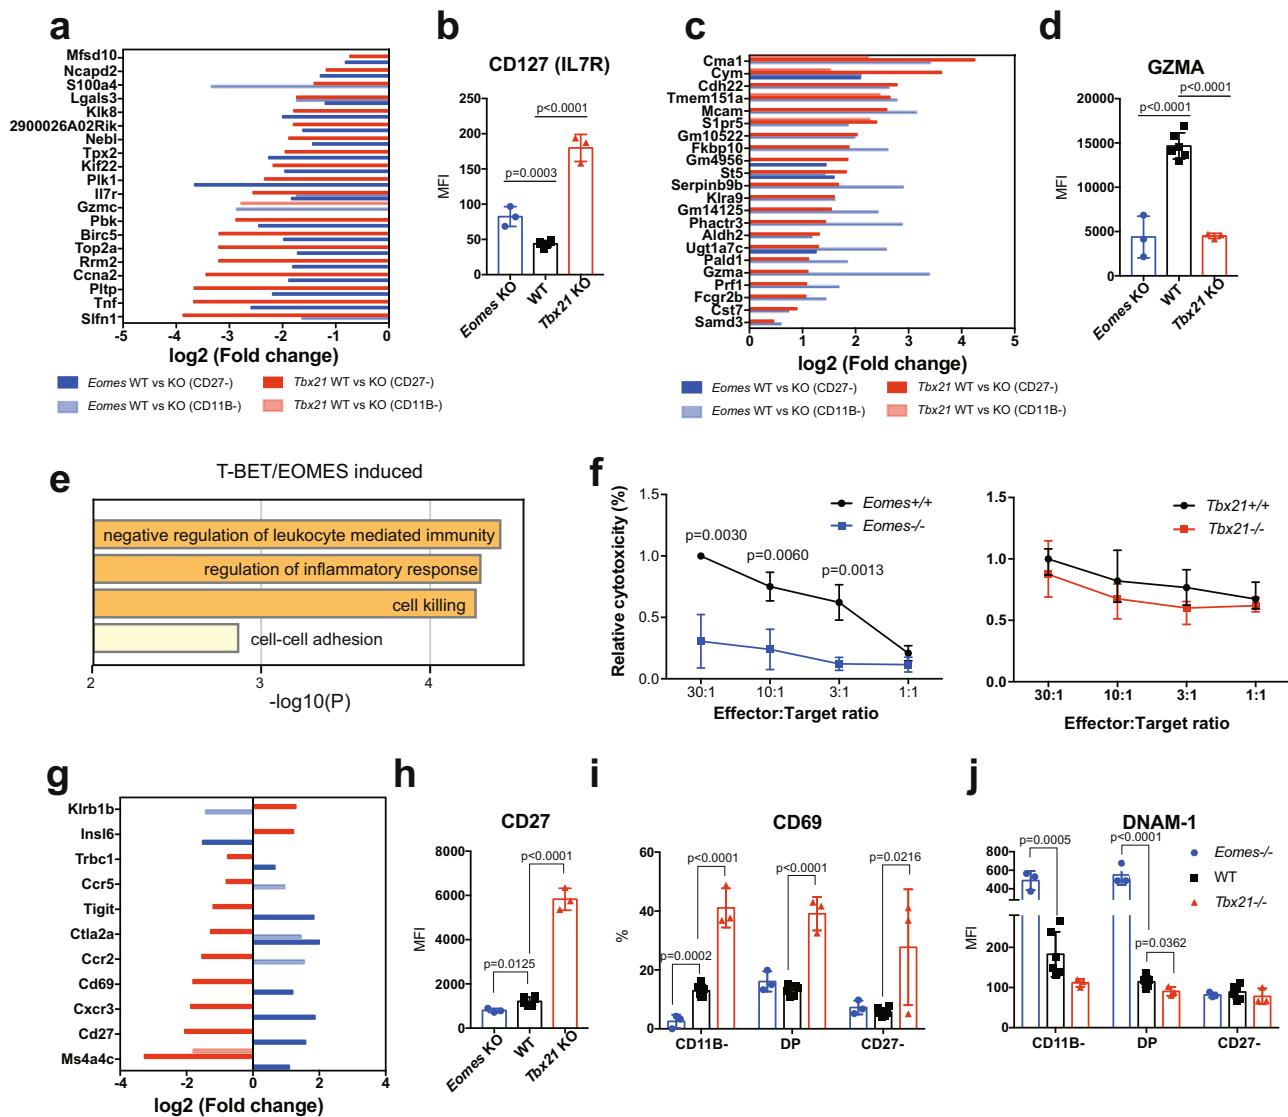 a
Mfsd10
Ncapd2
S100a4
Lgals3
Klk8
2900026A02Rik
Nebl
Tpx2
Kif22
Plk1
Il7r
Gzmc
Pbk
Birc5
Top2a
Rrm2
Ccna2
Pltp
Tnf
Slfn1
-5 -4 -3 -2 -1 0
log2 (Fold change)
Eomes WT vs KO (CD27-)
Tbx21 WT vs KO (CD27-)
Eomes WT vs KO (CD11B-)
Tbx21 WT vs KO (CD11B-)
b
CD127 (IL7R)
MFI
250
200
150
100
50
0
p<0.0001
p=0.0003
Eomes KO
WT
Tbx21 KO
c
Cma1
Cym
Cdh22
Tmem151a
Mcam
S1pr5
Gm10522
Fkbp10
Gm4956
St5
Serpinb9b
Klra9
Gm14125
Phactr3
Aldh2
Ugt1a7c
Pald1
Gzma
Prf1
Fcgr2b
Cst7
Samd3
0 1 2 3 4 5
log2 (Fold change)
Eomes WT vs KO (CD27-)
Tbx21 WT vs KO (CD27-)
Eomes WT vs KO (CD11B-)
Tbx21 WT vs KO (CD11B-)
d
GZMA
MFI
20000
15000
10000
5000
0
p<0.0001
p<0.0001
Eomes KO
WT
Tbx21 KO
e
T-BET/EOMES induced
negative regulation of leukocyte mediated immunity
regulation of inflammatory response
cell killing
cell-cell adhesion
2 3 4
-log10(P)
f
Relative cytotoxicity (%)
1.5
1.0
0.5
0.0
Eomes+/+
Eomes-/-
p=0.0030
p=0.0060
p=0.0013
30:1 10:1 3:1 1:1
Effector:Target ratio
1.5
1.0
0.5
0.0
Tbx21+/+
Tbx21-/-
30:1 10:1 3:1 1:1
Effector:Target ratio
g
Klrb1b
Insl6
Trbc1
Ccr5
Tigit
Ctla2a
Ccr2
Cd69
Cxcr3
Cd27
Ms4a4c
-4 -2 0 2 4
log2 (Fold change)
h
CD27
MFI
8000
6000
4000
2000
0
p<0.0001
p=0.0125
Eomes KO
WT
Tbx21 KO
i
CD69
%
60
40
20
0
p<0.0001
p=0.0002
p<0.0001
p=0.0216
CD11B- DP CD27-
j
DNAM-1
MFI
800
600
400
200
100
0
p=0.0005
p<0.0001
p=0.0362
CD11B- DP CD27-
Eomes-/-
WT
Tbx21-/-